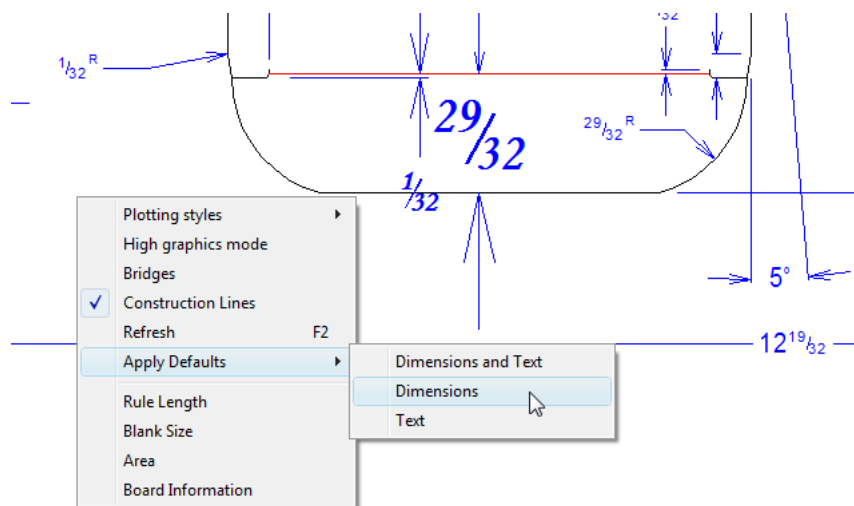 /32
1/32 R
29/32
29/32 R
1/32
Plotting styles
High graphics mode
Bridges
5°
Construction Lines
Refresh F2
12 19/32
Apply Defaults
Dimensions and Text
Dimensions
Rule Length
Text
Blank Size
Area
Board Information